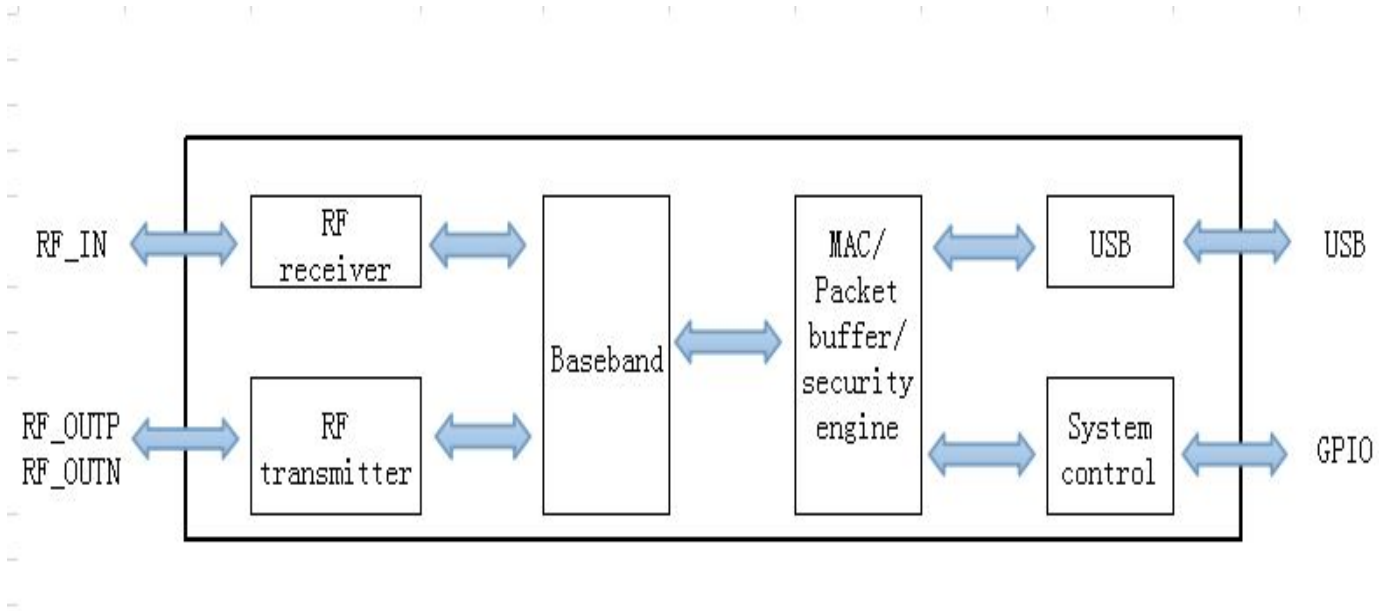 RF_IN
RF
receiver
RF_OUTP
RF_OUTN
RF
transmitter
Baseband
MAC/
Packet
buffer/
security
engine
USB
USB
System
control
GPIO